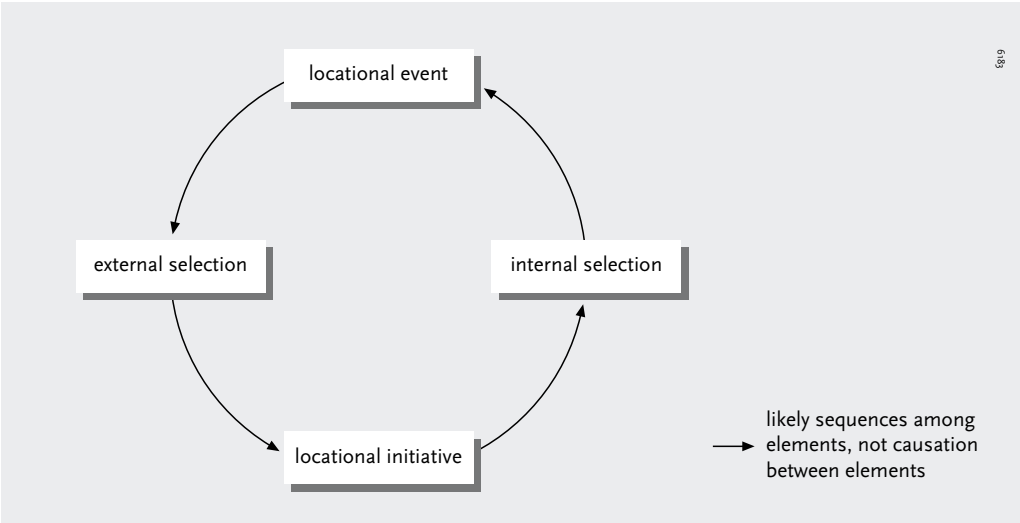 locational event
6183
external selection
internal selection
locational initiative
likely sequences among
elements, not causation
between elements